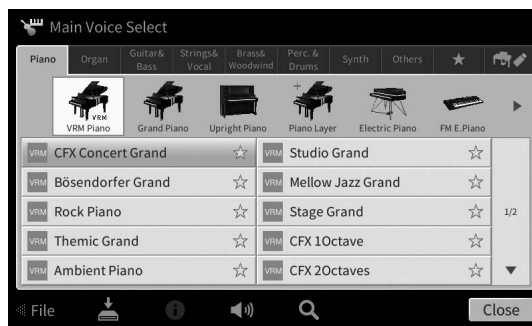 Main Voice Select
Piano Organ Guitar& Bass Strings& Vocal Brass& Woodwind Perc. & Drums Synth Others
VRM
VRM Piano Grand Piano Upright Piano Piano Layer Electric Piano FM E.Piano
VRM CFX Concert Grand VRM Studio Grand
VRM Bösendorfer Grand VRM Mellow Jazz Grand
VRM Rock Piano VRM Stage Grand 1/2
VRM Themic Grand VRM CFX 1Octave
VRM Ambient Piano VRM CFX 2Octaves
File Close